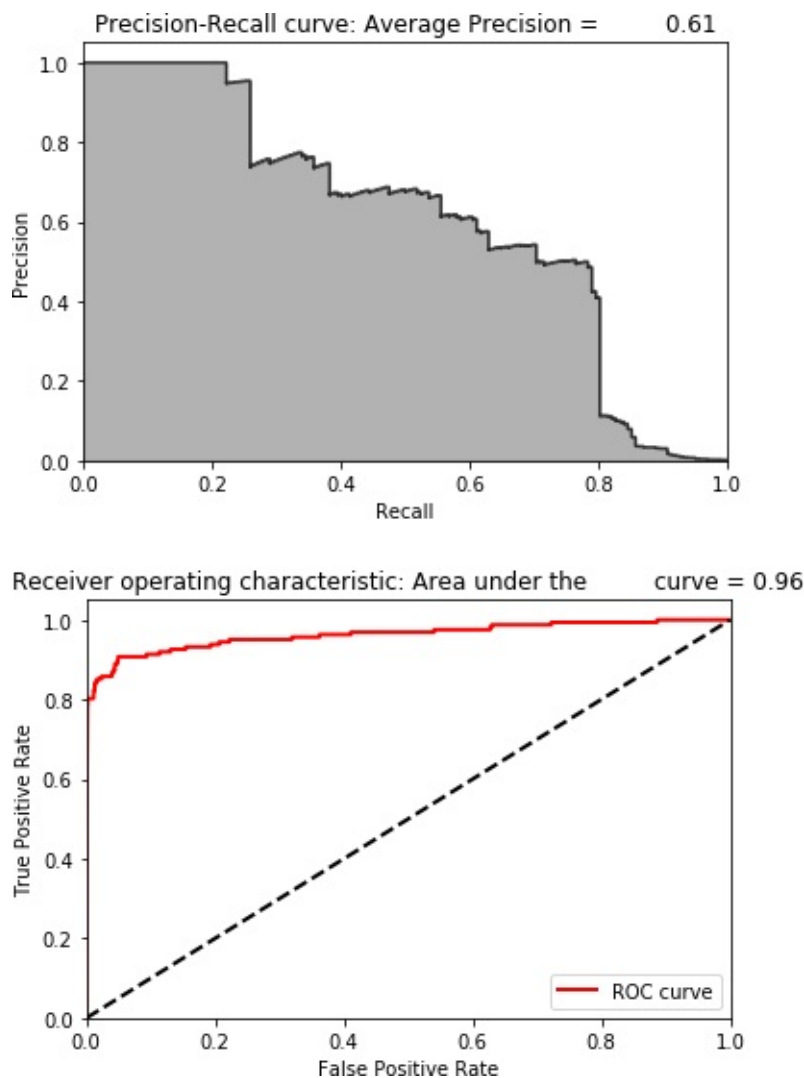 Precision-Recall curve: Average Precision = 0.61
1.0
0.8
0.6
0.4
0.2
0.0
Precision
0.0 0.2 0.4 0.6 0.8 1.0
Recall
Receiver operating characteristic: Area under the curve = 0.96
1.0
0.8
0.6
0.4
0.2
0.0
True Positive Rate
ROC curve
0.0 0.2 0.4 0.6 0.8 1.0
False Positive Rate